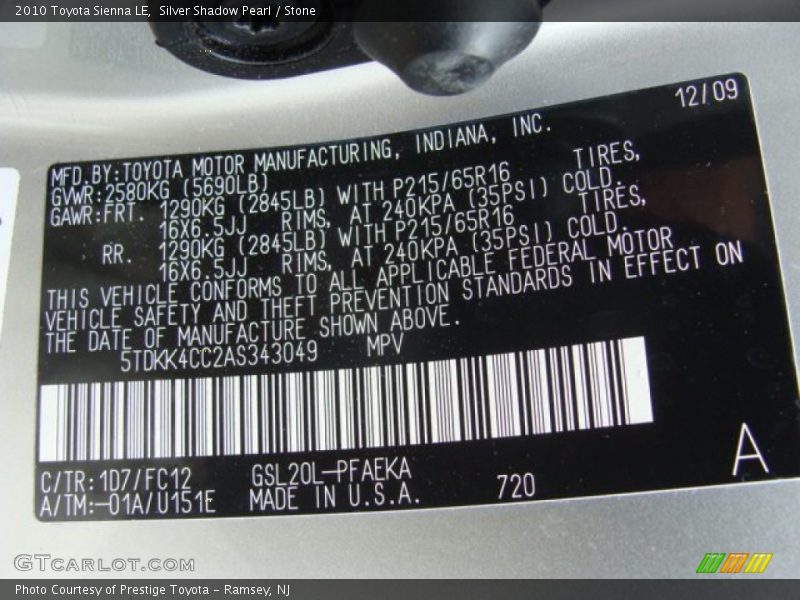 2010 Toyota Sienna LE, Silver Shadow Pearl / Stone
12/09
MFD.BY:TOYOTA MOTOR MANUFACTURING, INDIANA, INC.
GVWR:2580KG (5690LB)
GAWR:FRT. 1290KG (2845LB) WITH P215/65R16 TIRES,
16X6.5JJ RIMS, AT 240KPA (35PSI) COLD.
RR. 1290KG (2845LB) WITH P215/65R16 TIRES,
16X6.5JJ RIMS, AT 240KPA (35PSI) COLD.
THIS VEHICLE CONFORMS TO ALL APPLICABLE FEDERAL MOTOR
VEHICLE SAFETY AND THEFT PREVENTION STANDARDS IN EFFECT ON
THE DATE OF MANUFACTURE SHOWN ABOVE.
5TDKK4CC2AS343049 MPV
C/TR:1D7/FC12 GSL20L-PFAEKA
A/TM:-01A/U151E MADE IN U.S.A. 720
A
GTCARLOT.COM
Photo Courtesy of Prestige Toyota - Ramsey, NJ